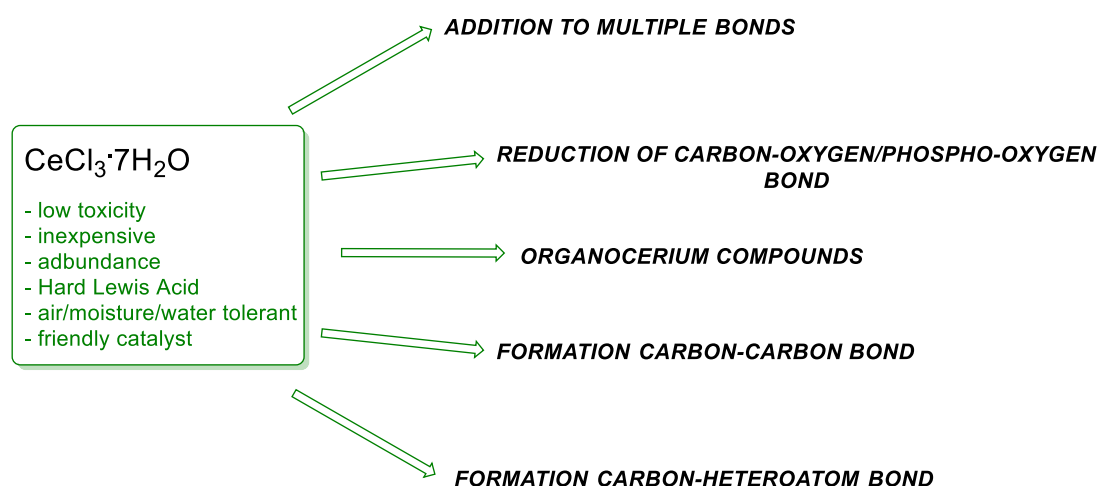 ADDITION TO MULTIPLE BONDS
CeCl₃·7H₂O
- low toxicity
- inexpensive
- adbundance
- Hard Lewis Acid
- air/moisture/water tolerant
- friendly catalyst
REDUCTION OF CARBON-OXYGEN/PHOSPHO-OXYGEN
BOND
ORGANOCERIUM COMPOUNDS
FORMATION CARBON-CARBON BOND
FORMATION CARBON-HETEROATOM BOND